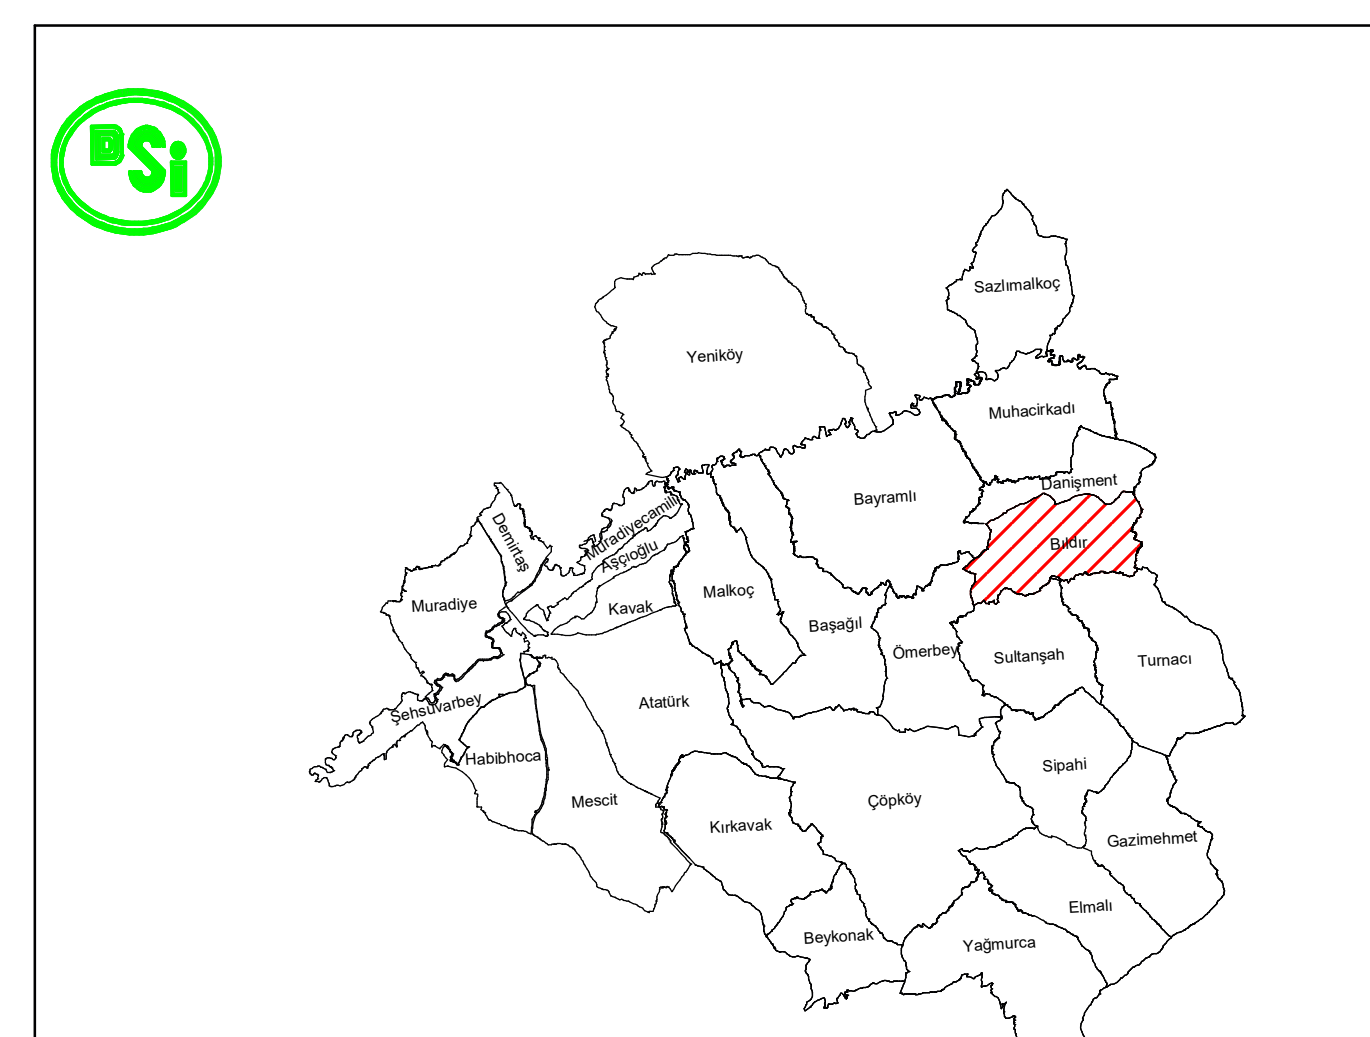 DSİ
Sazlımalkoç
Yeniköy
Muhacirkadı
Danişment
Bayramlı
Muradiyecamili
Demirtaş
Bıldır
Aşçıoğlu
Malkoç
Muradiye
Kavak
Başağıl
Ömerbey
Sultanşah
Turnacı
Atatürk
Şehsuvarbey
Habibhoca
Sipahi
Mescit
Çöpköy
Kırkavak
Gazimehmet
Elmalı
Beykonak
Yağmurca